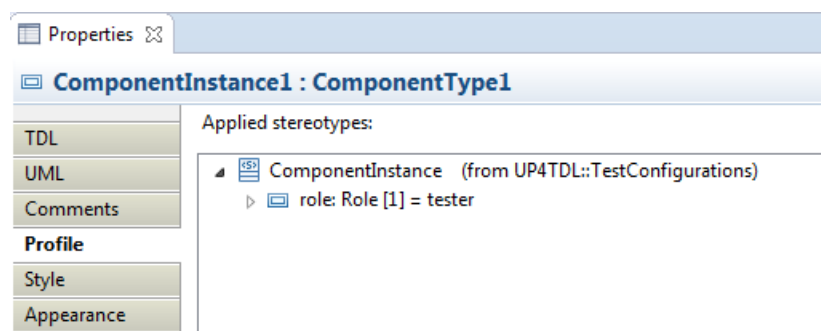 Properties
ComponentInstance1 : ComponentType1
Applied stereotypes:
TDL
UML
Comments
Profile
Style
Appearance
<S> ComponentInstance (from UP4TDL::TestConfigurations)
role: Role [1] = tester